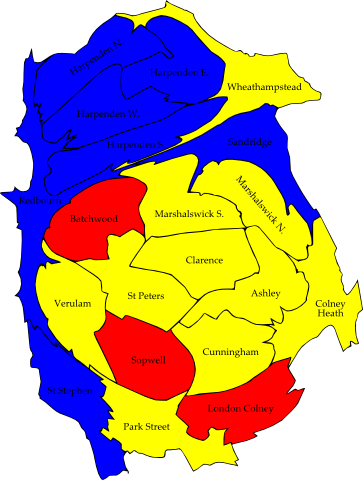 Harpenden N.
Harpenden E.
Wheathampstead
Harpenden W.
Harpenden S.
Sandridge
Redbourn
Batchwood
Marshalswick S.
Marshalswick N.
Clarence
St Peters
Ashley
Verulam
Colney
Heath
Sopwell
Cunningham
St Stephen
London Colney
Park Street